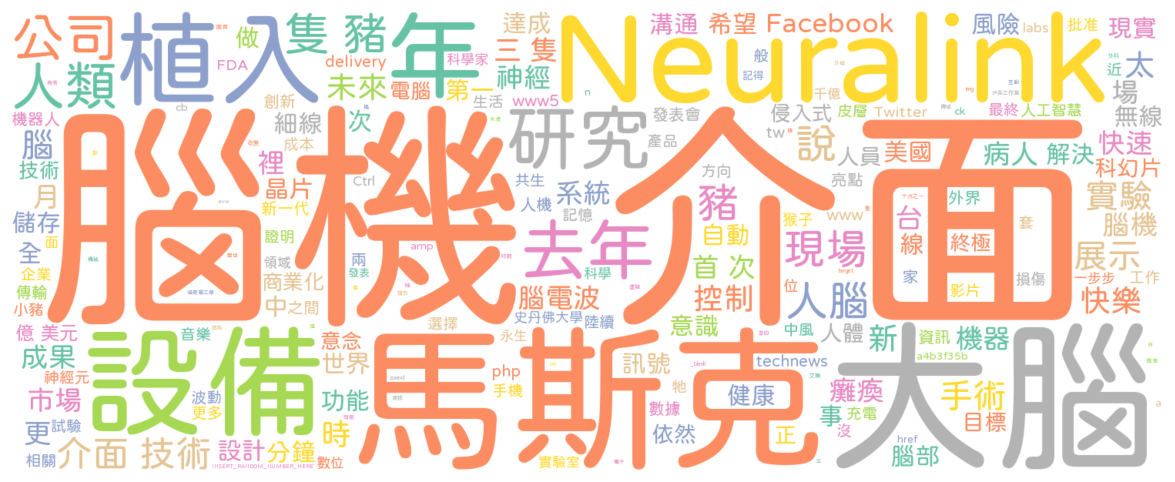 公司 植入 做 隻 豬 年 達成 三 隻 Neuralink 溝通 希望 Facebook 風險 labs 批准 現實
人類 FDA 未來 delivery 電腦 科學家 神經 第一 般 近 太
機器人 cb 創新 細線 次 生活 www5 n 記得 千億 皮層 Twitter ck 最終 人工智慧 場 無線
腦 成本 研究 發表會 侵入式 產品 tw 說 人員 美國 病人 解決 快速
技術 裡 晶片 Ctrl 共生 系統 方向 亮點 科幻片
月 新一代 腦機介面 人機 記憶 豬 猴子 www 台 外界 套 實驗
儲存 證明 amp 去年 自動 現場 線 終極 腦機
全 面 領域 兩 科學 首 次 家 損傷 展示
企業 商業化 發表 腦電波 控制 位 人腦 影片 一步步 工作
傳輸 中 之間 快樂
小豬 史丹佛大學 陸續 意識 中風 人體
億 美元 音樂 選擇 永生 新 資訊 機器
成果 設備 意念 世界 馬斯克 訊號 technews a4b3f35b 大腦
神經元 php 手機 牠 健康 癱瘓 手術
市場 波動 更多 功能 數據 事 充電 目標
更 試驗 時 依然 正 沒 href
相關 介面 技術 設計 分鐘 數位 實驗室 腦部
INSERT_RANDOM_NUMBER_HERE